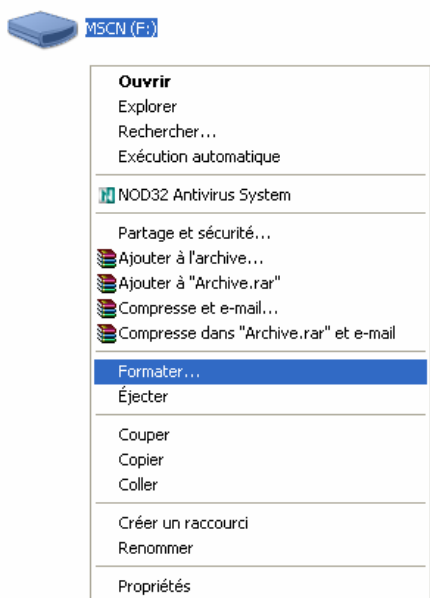 MSCN (F:)
Ouvrir
Explorer
Rechercher...
Exécution automatique
NOD32 Antivirus System
Partage et sécurité...
Ajouter à l'archive...
Ajouter à "Archive.rar"
Compresse et e-mail...
Compresse dans "Archive.rar" et e-mail
Formater...
Éjecter
Couper
Copier
Coller
Créer un raccourci
Renommer
Propriétés